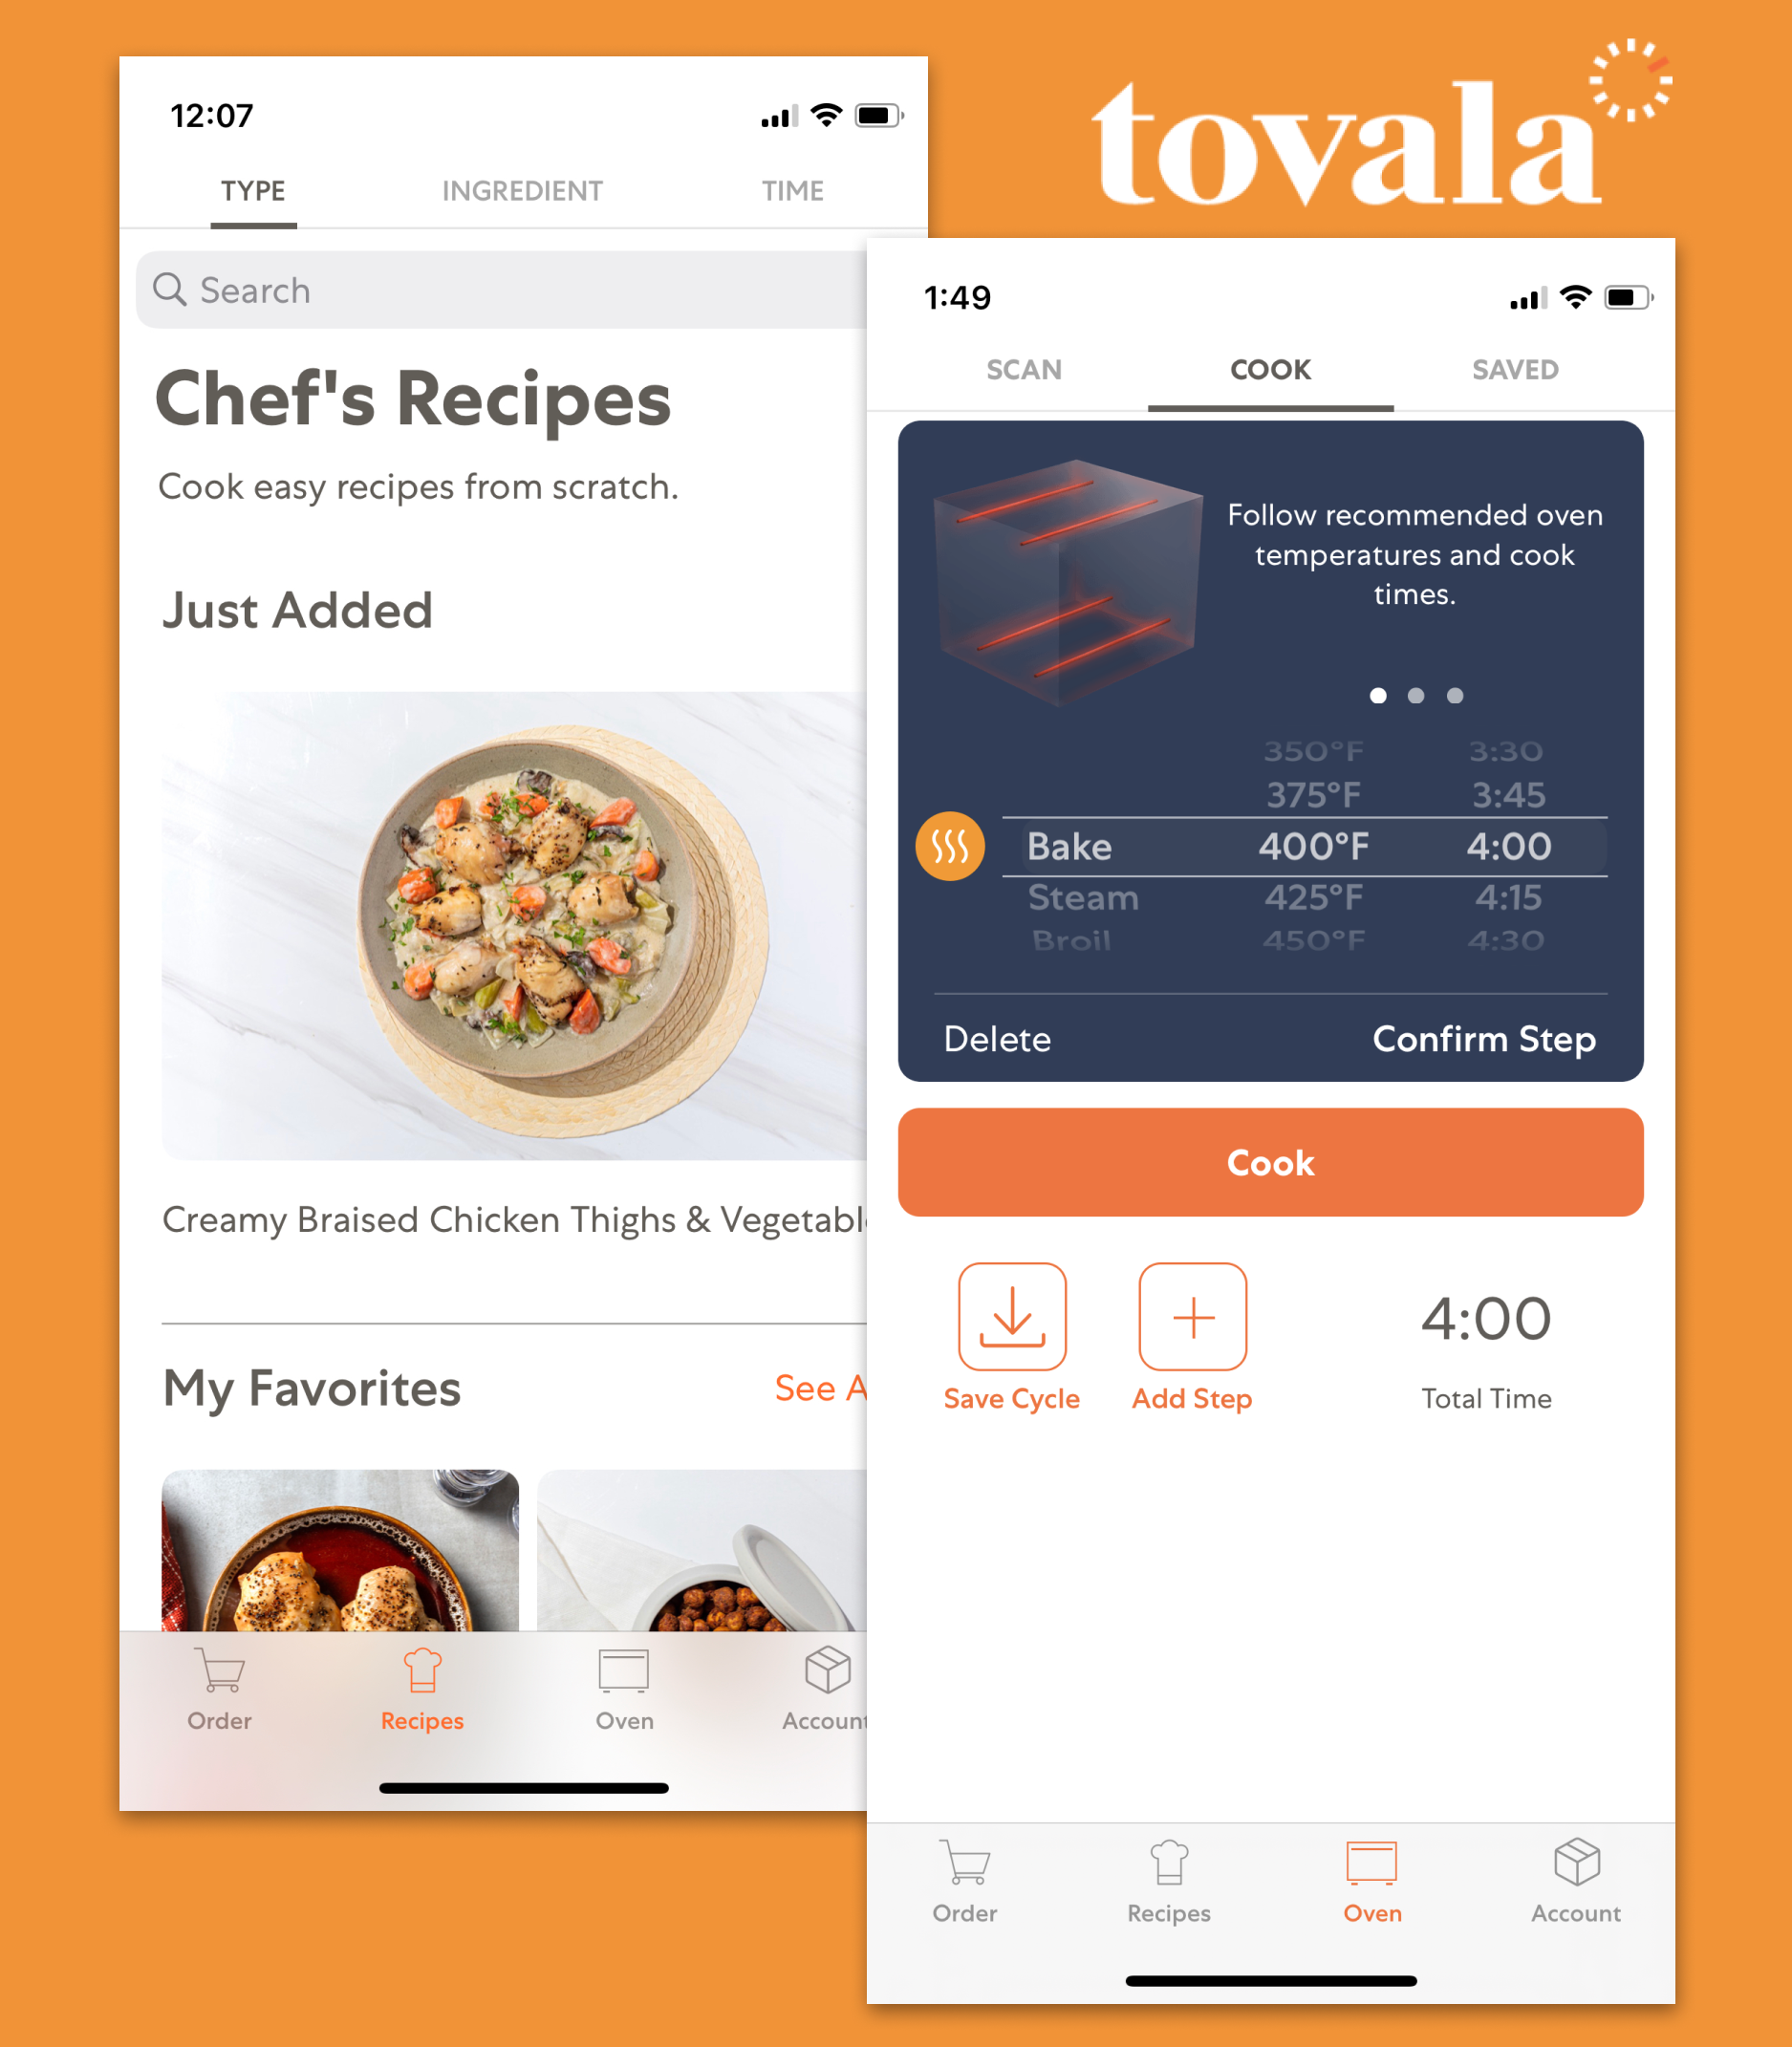 tovala
12:07
TYPE INGREDIENT TIME
Search
Chef's Recipes
Cook easy recipes from scratch.
Just Added
Creamy Braised Chicken Thighs &
My Favorites See
Order Recipes Oven Account
1:49
SCAN COOK SAVED
Follow recommended oven
temperatures and cook
times.
350°F 3:30
375°F 3:45
Bake 400°F 4:00
Steam 425°F 4:15
Broil 450°F 4:30
Delete Confirm Step
Cook
4:00
Save Cycle Add Step Total Time
Order Recipes Oven Account